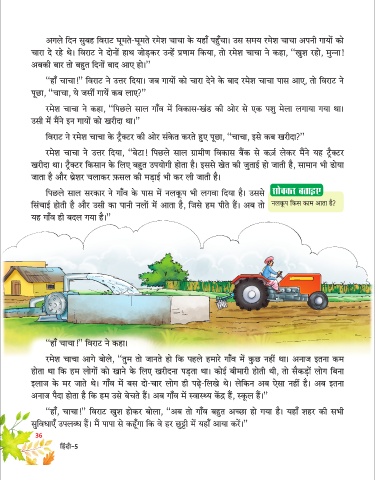 अगले दिन सुबह विराट घूमते-घूमते रमेश चाचा के यहाँ पहुँचा। उस समय रमेश चाचा अपनी गायों को
चारा दे रहे थे। विराट ने दोनों हाथ जोड़कर उन्हें प्रणाम किया, तो रमेश चाचा ने कहा, “खुश रहो, मुन्ना!
अबकी बार तो बहुत दिनों बाद आए हो।”
“हाँ चाचा!” विराट ने उत्तर दिया। जब गायों को चारा देने के बाद रमेश चाचा पास आए, तो विराट ने
पूछा, “चाचा, ये जर्सी गायें कब लाए?”
रमेश चाचा ने कहा, “पिछले साल गाँव में विकास-खंड की ओर से एक पशु मेला लगाया गया था।
उसी में मैंने इन गायों को खरीदा था।”
विराट ने रमेश चाचा के ट्रैक्टर की ओर संकेत करते हुए पूछा, “चाचा, इसे कब खरीदा?”
रमेश चाचा ने उत्तर दिया, “बेटा! पिछले साल ग्रामीण विकास बैंक से कर्ज़ लेकर मैंने यह ट्रैक्टर
खरीदा था। ट्रैक्टर किसान के लिए बहुत उपयोगी होता है। इससे खेत की जुताई हो जाती है, सामान भी ढोया
जाता है और थ्रेशर चलाकर फ़सल की मड़ाई भी कर ली जाती है।
पिछले साल सरकार ने गाँव के पास में नलकूप भी लगवा दिया है। उससे
सिंचाई होती है और उसी का पानी नलों में आता है, जिसे हम पीते हैं। अब तो
यह गाँव ही बदल गया है।”
सोचकर बताइए
नलकूप किस काम आता है?
“हाँ चाचा!” विराट ने कहा।
रमेश चाचा आगे बोले, “तुम तो जानते हो कि पहले हमारे गाँव में कुछ नहीं था। अनाज इतना कम
होता था कि हम लोगों को खाने के लिए खरीदना पड़ता था। कोई बीमारी होती थी, तो सैकड़ों लोग बिना
इलाज के मर जाते थे। गाँव में बस दो-चार लोग ही पढ़े-लिखे थे। लेकिन अब ऐसा नहीं है। अब इतना
अनाज पैदा होता है कि हम उसे बेचते हैं। अब गाँव में स्वास्थ्य केंद्र हैं, स्कूल हैं।”
“हाँ, चाचा!” विराट खुश होकर बोला, “अब तो गाँव बहुत अच्छा हो गया है। यहाँ शहर की सभी
सुविधाएँ उपलब्ध हैं। मैं पापा से कहूँगा कि वे हर छुट्टी में यहाँ आया करें।”
36
हिंदी-5